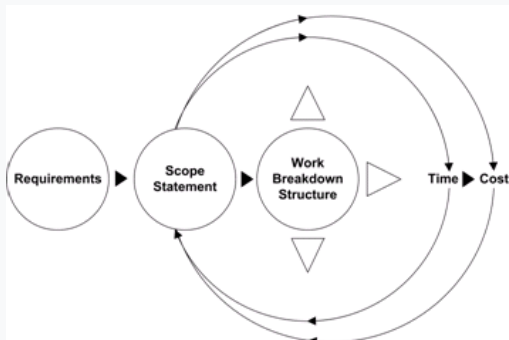 Requirements
Scope
Statement
Work
Breakdown
Structure
Time
Cost